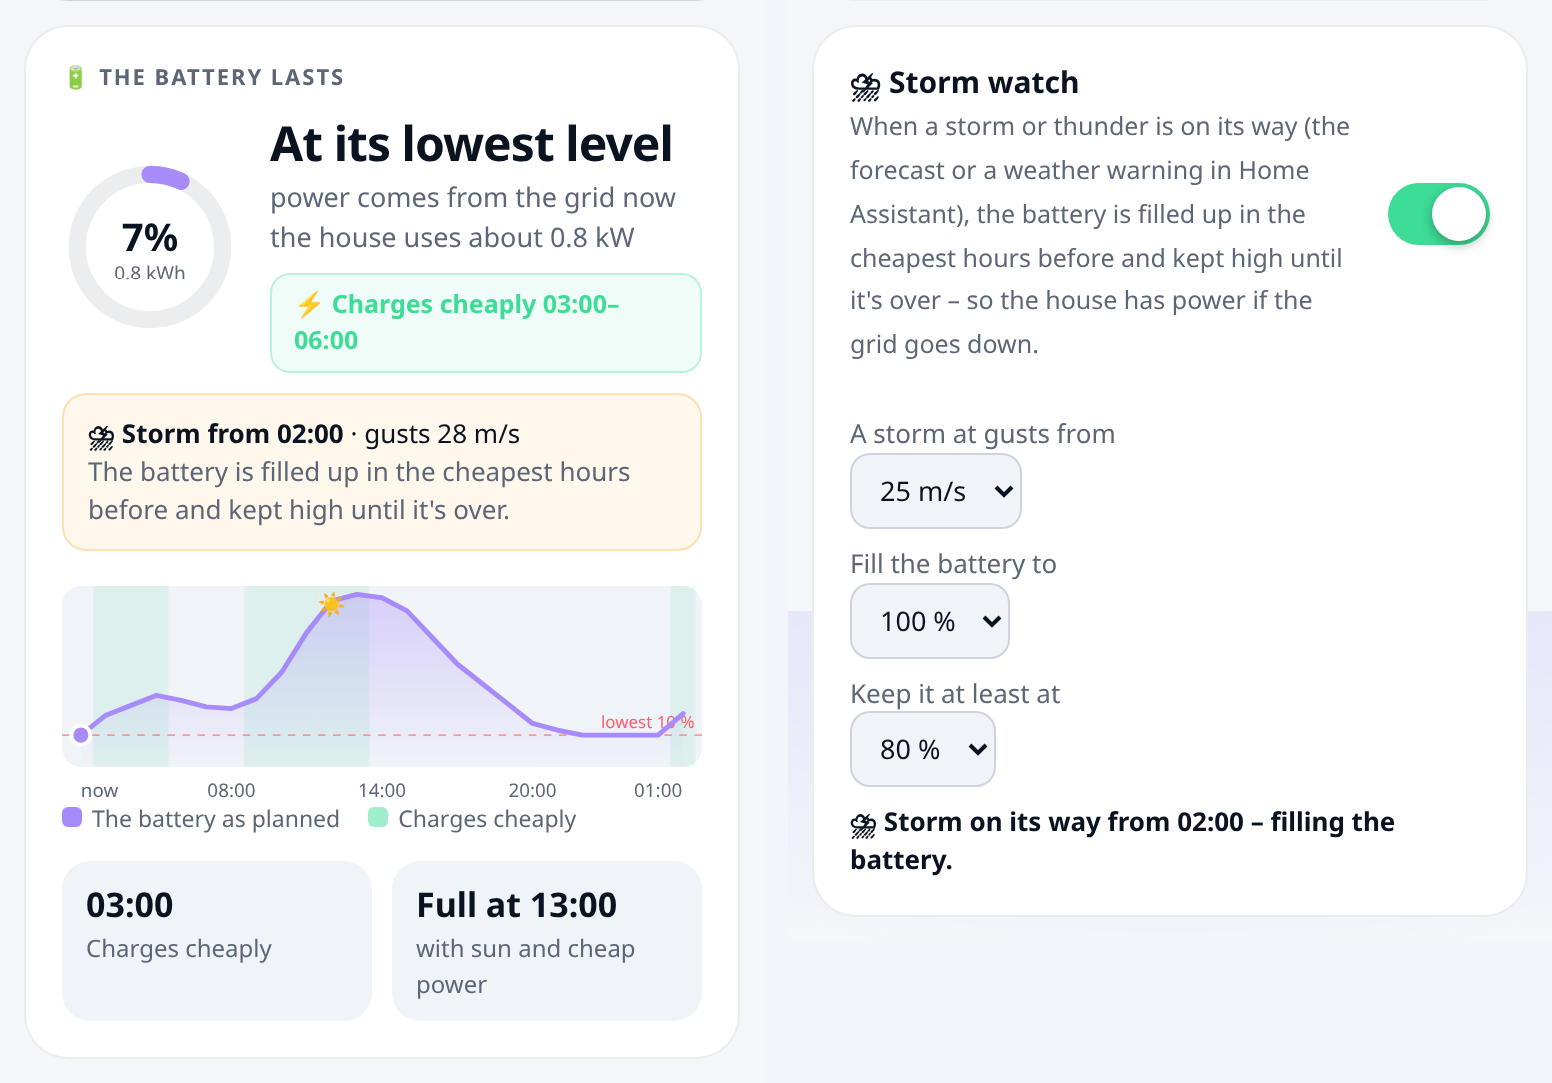 THE BATTERY LASTS
At its lowest level
power comes from the grid now
the house uses about 0.8 kW
7%
0.8 kWh
⚡ Charges cheaply 03:00–
06:00
⛈ Storm from 02:00 · gusts 28 m/s
The battery is filled up in the cheapest hours
before and kept high until it's over.
lowest 10 %
now 08:00 14:00 20:00 01:00
The battery as planned Charges cheaply
03:00
Charges cheaply
Full at 13:00
with sun and cheap
power
⛈ Storm watch
When a storm or thunder is on its way (the
forecast or a weather warning in Home
Assistant), the battery is filled up in the
cheapest hours before and kept high until
it's over – so the house has power if the
grid goes down.
A storm at gusts from
25 m/s
Fill the battery to
100 %
Keep it at least at
80 %
⛈ Storm on its way from 02:00 – filling the
battery.